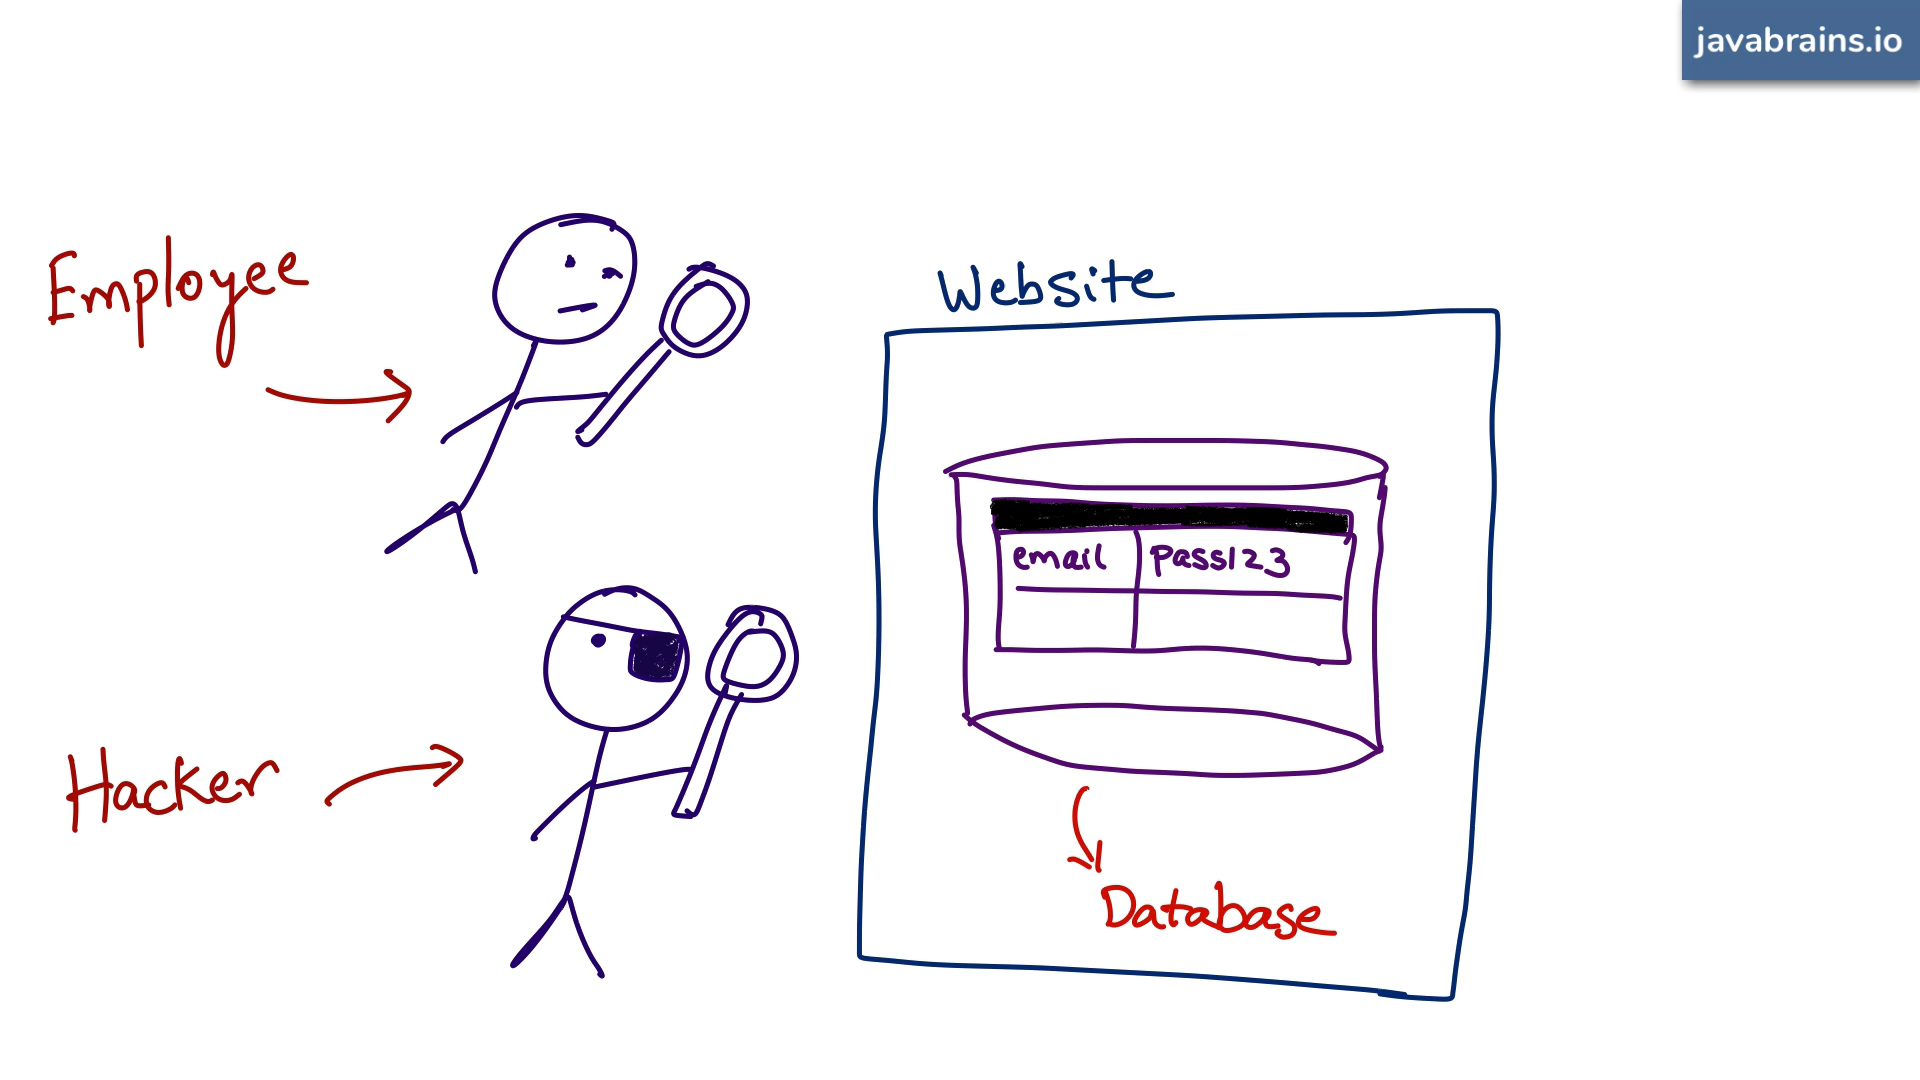 javabrains.io
Employee
Website
email pass123
Hacker
Database